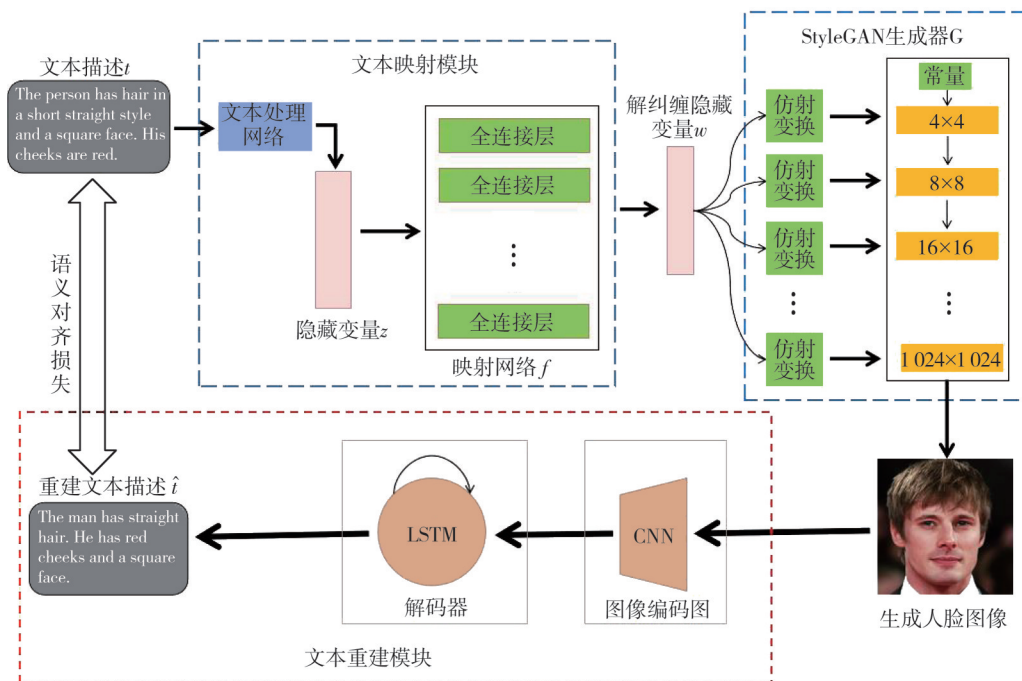 文本描述t
The person has hair in
a short straight style
and a square face. His
cheeks are red.
文本映射模块
文本处理
网络
隐藏变量z
全连接层
全连接层
⋮
全连接层
映射网络f
解纠缠隐藏
变量w
StyleGAN生成器G
仿射
变换
仿射
变换
仿射
变换
⋮
仿射
变换
常量
4×4
8×8
16×16
⋮
1 024×1 024
语义对齐损失
重建文本描述 t̂
The man has straight
hair. He has red
cheeks and a square
face.
LSTM
解码器
CNN
图像编码图
文本重建模块
生成人脸图像